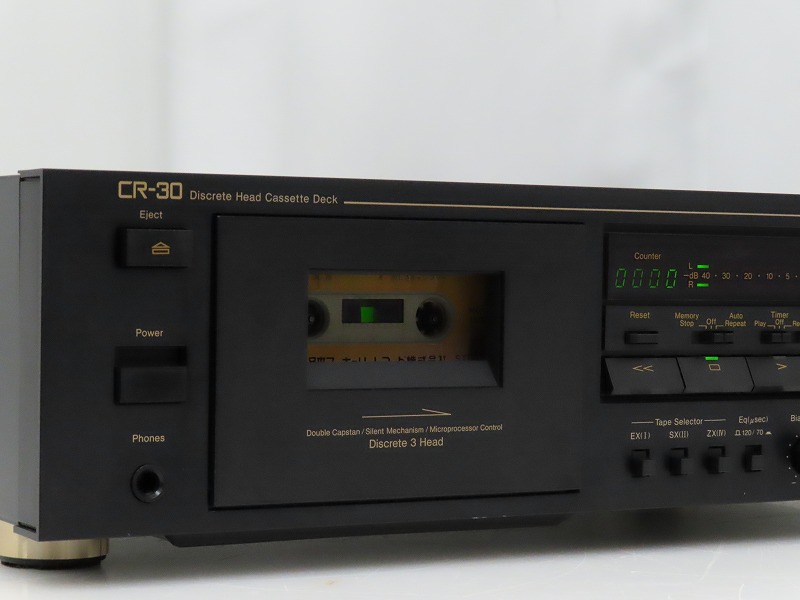 CR-30 Discrete Head Cassette Deck
Eject
Power
Phones
Double Capstan / Silent Mechanism / Microprocessor Control
Discrete 3 Head
Counter
0000
L
-dB 40 · 30 · 20 · 10 · 5 ·
R
Reset
Memory Stop Off Auto Repeat
Timer
Play Off
<< □ >
Tape Selector
EX(I) SX(II) ZX(IV)
Eq(μsec)
120/70